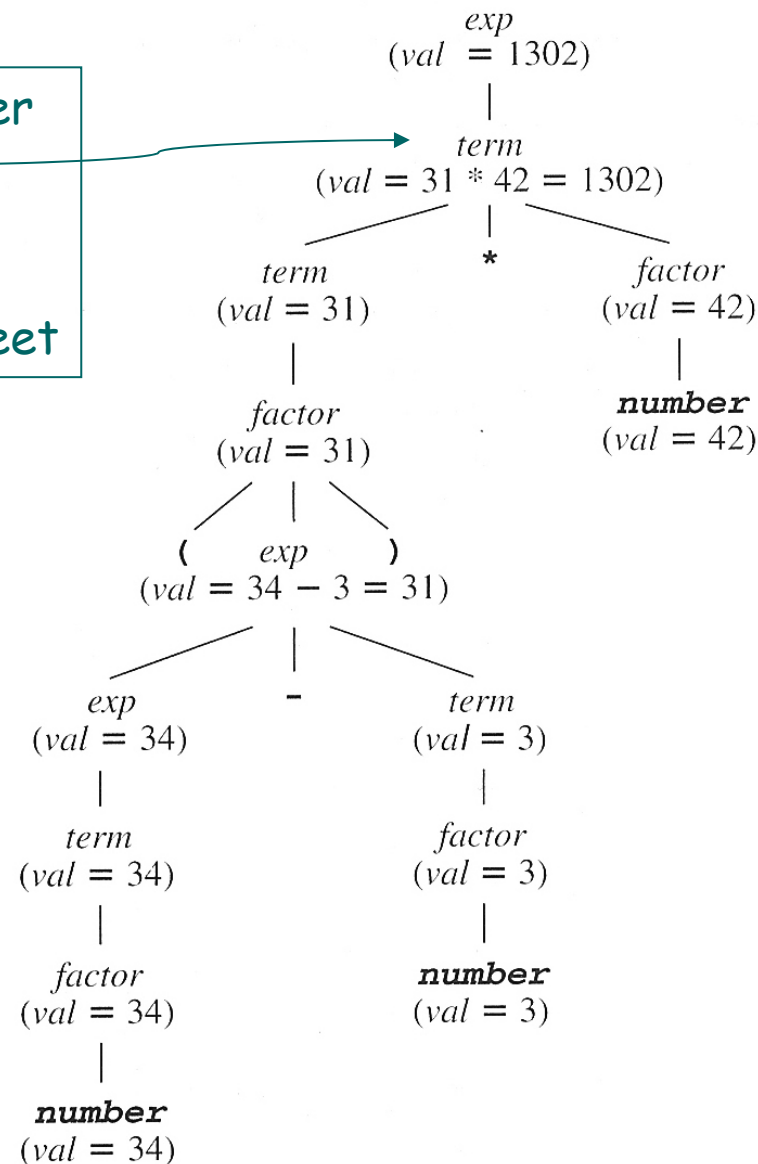 er
eet
exp
(val = 1302)
term
(val = 31 * 42 = 1302)
term * factor
(val = 31) (val = 42)
factor number
(val = 31) (val = 42)
( exp )
(val = 34 − 3 = 31)
exp - term
(val = 34) (val = 3)
term factor
(val = 34) (val = 3)
factor number
(val = 34) (val = 3)
number
(val = 34)